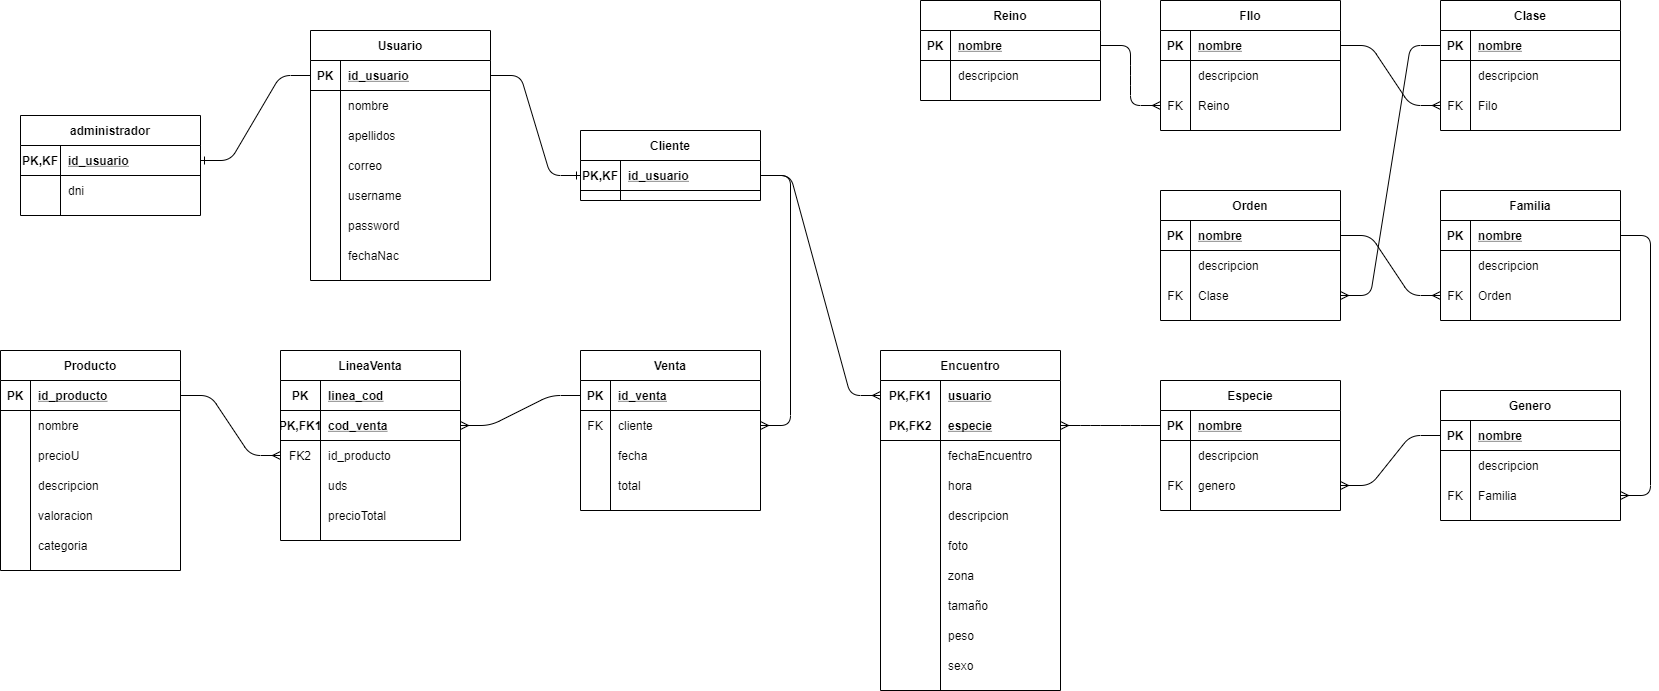 Usuario
PK id_usuario
nombre
apellidos
correo
username
password
fechaNac
administrador
PK,KF id_usuario
dni
Cliente
PK,KF id_usuario
Reino
PK nombre
descripcion
FIlo
PK nombre
descripcion
FK Reino
Clase
PK nombre
descripcion
FK Filo
Orden
PK nombre
descripcion
FK Clase
Familia
PK nombre
descripcion
FK Orden
Producto
PK id_producto
nombre
precioU
descripcion
valoracion
categoria
LineaVenta
PK linea_cod
PK,FK1 cod_venta
FK2 id_producto
uds
precioTotal
Venta
PK id_venta
FK cliente
fecha
total
Encuentro
PK,FK1 usuario
PK,FK2 especie
fechaEncuentro
hora
descripcion
foto
zona
tamaño
peso
sexo
Especie
PK nombre
descripcion
FK genero
Genero
PK nombre
descripcion
FK Familia